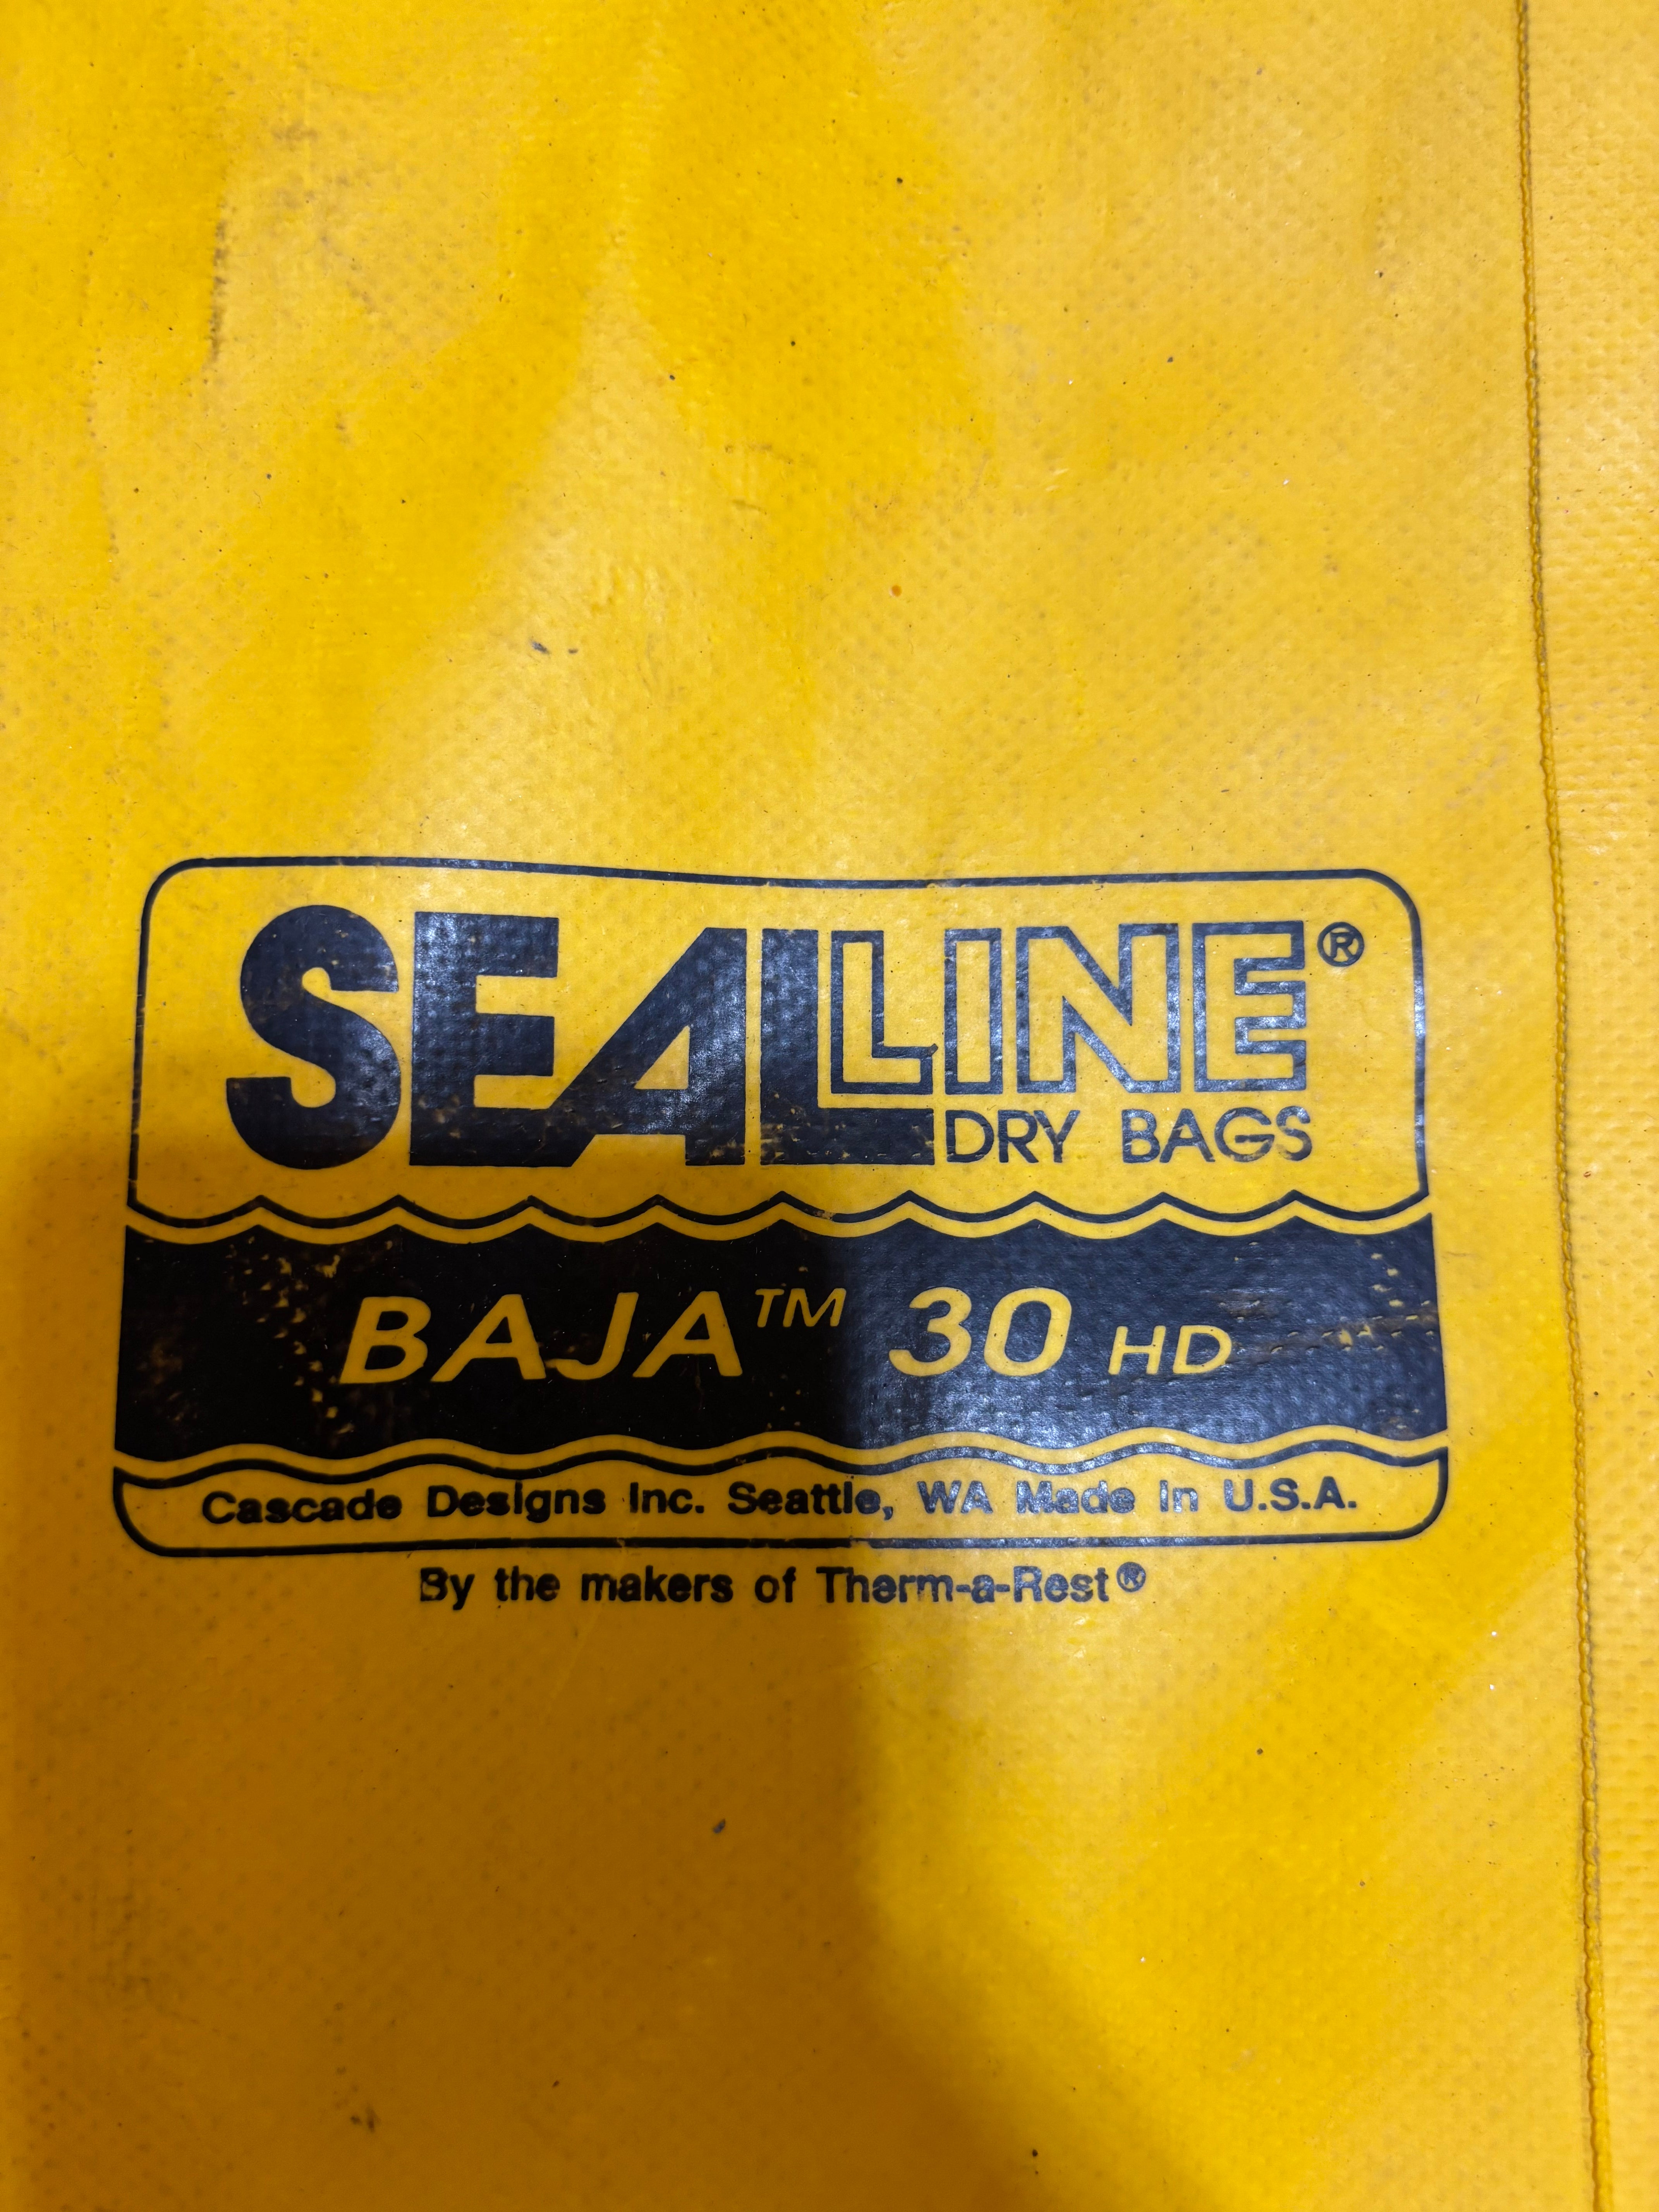 SEALLINE®
DRY BAGS
BAJA™ 30 HD
Cascade Designs Inc. Seattle, WA Made in U.S.A.
By the makers of Therm-a-Rest®